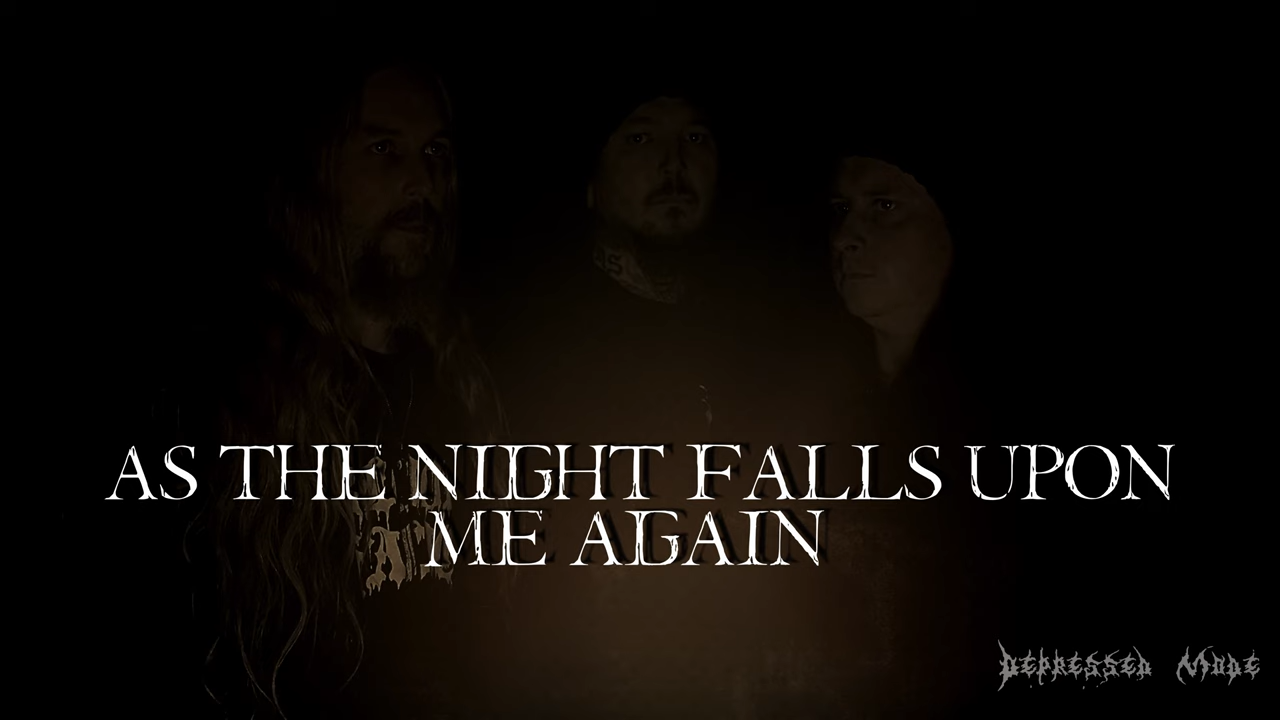 AS THE NIGHT FALLS UPON
ME AGAIN
DEPRESSED MODE